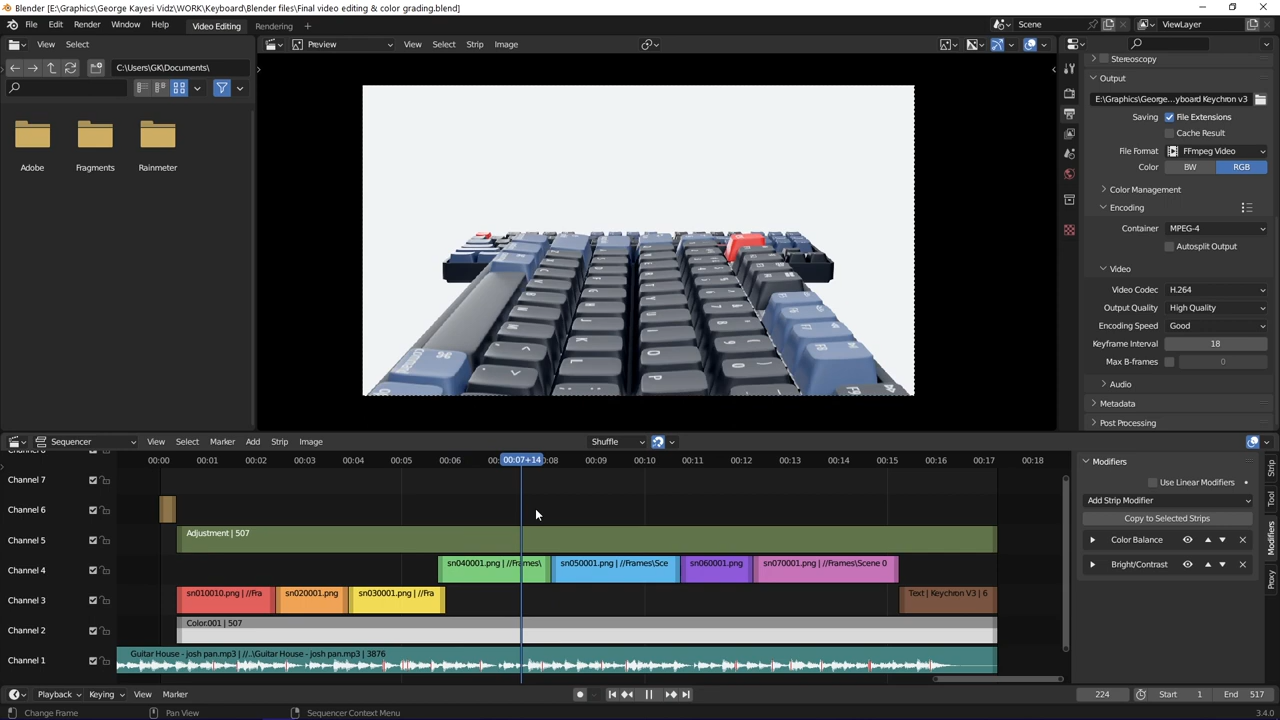 Blender [E:\Graphics\George Kayesi Vidz\WORK\Keyboard\Blender files\Final video editing & color grading.blend]
File Edit Render Window Help Video Editing Rendering Scene ViewLayer
View Select Preview View Select Strip Image
C:\Users\GK\Documents\
Adobe Fragments Rainmeter
Stereoscopy
Output
E:\Graphics\George...yboard Keychron v3
Saving File Extensions
Cache Result
File Format FFmpeg Video
Color BW RGB
Color Management
Encoding
Container MPEG-4
Autosplit Output
Video
Video Codec H.264
Output Quality High Quality
Encoding Speed Good
Keyframe Interval 18
Max B-frames 0
Audio
Metadata
Post Processing
Sequencer View Select Marker Add Strip Image Shuffle
00:00 00:01 00:02 00:03 00:04 00:05 00:06 00:07+14 00:08 00:09 00:10 00:11 00:12 00:13 00:14 00:15 00:16 00:17 00:18
Channel 7
Channel 6
Channel 5 Adjustment | 507
Channel 4 sn040001.png | //Frames\ sn050001.png | //Frames\Sce sn060001.png sn070001.png | //Frames\Scene 0
Channel 3 sn010010.png | //Fra sn020001.png sn030001.png | //Fra Text | Keychron V3 | 6
Channel 2 Color.001 | 507
Channel 1 Guitar House - josh pan.mp3 | //..\Guitar House - josh pan.mp3 | 3876
Modifiers
Use Linear Modifiers
Add Strip Modifier
Copy to Selected Strips
Color Balance
Bright/Contrast
Strip
Tool
Modifiers
Proxy
Playback Keying View Marker 224 Start 1 End 517
Change Frame Pan View Sequencer Context Menu 3.4.0